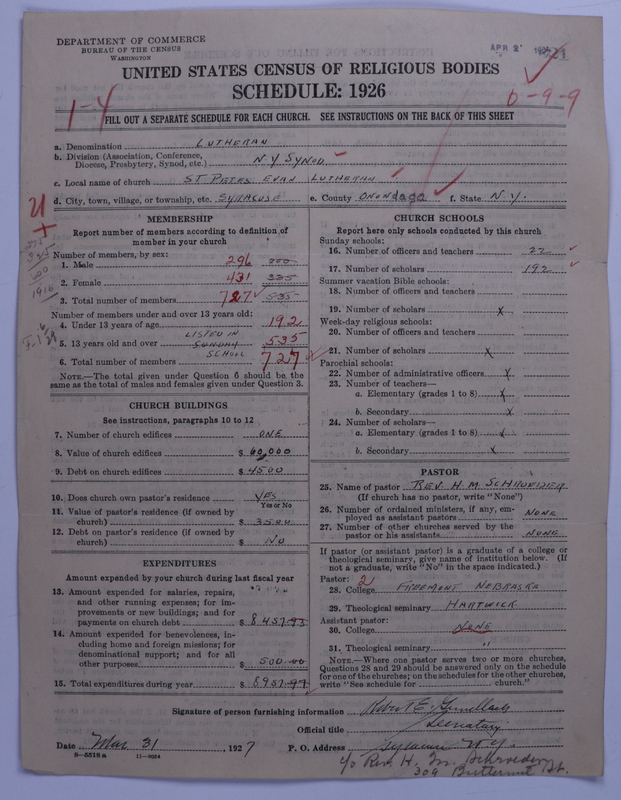 DEPARTMENT OF COMMERCE
BUREAU OF THE CENSUS
WASHINGTON
APR 2
UNITED STATES CENSUS OF RELIGIOUS BODIES
SCHEDULE: 1926
1-4
0-9-9
FILL OUT A SEPARATE SCHEDULE FOR EACH CHURCH. SEE INSTRUCTIONS ON THE BACK OF THIS SHEET
a. Denomination LUTHERAN
b. Division (Association, Conference, Diocese, Presbytery, Synod, etc.) N Y SYNOD
c. Local name of church ST PETERS EVAN LUTHERAN
d. City, town, village, or township, etc. SYRACUSE e. County ONONDAGA f. State N.Y.
MEMBERSHIP
Report number of members according to definition of
member in your church
Number of members, by sex:
1. Male 296
2. Female 431 335
3. Total number of members 727 535
Number of members under and over 13 years old:
4. Under 13 years of age 192
LISTED IN SUNDAY SCHOOL
5. 13 years old and over 535
6. Total number of members 727
NOTE.—The total given under Question 6 should be the
same as the total of males and females given under Question 3.
CHURCH BUILDINGS
See instructions, paragraphs 10 to 12
7. Number of church edifices ONE
8. Value of church edifices $ 60,000
9. Debt on church edifices $ 4500
10. Does church own pastor's residence YES
Yes or No
11. Value of pastor's residence (if owned by
church) $ 3500
12. Debt on pastor's residence (if owned by
church) $ NO
EXPENDITURES
Amount expended by your church during last fiscal year
13. Amount expended for salaries, repairs,
and other running expenses; for im-
provements or new buildings; and for
payments on church debt $ 8457.93
14. Amount expended for benevolences, in-
cluding home and foreign missions; for
denominational support; and for all
other purposes 500.00
15. Total expenditures during year $ 8957.97
CHURCH SCHOOLS
Report here only schools conducted by this church
Sunday schools:
16. Number of officers and teachers 22
17. Number of scholars 192
Summer vacation Bible schools:
18. Number of officers and teachers
19. Number of scholars x
Week-day religious schools:
20. Number of officers and teachers
21. Number of scholars x
Parochial schools:
22. Number of administrative officers x
23. Number of teachers—
a. Elementary (grades 1 to 8) x
b. Secondary x
24. Number of scholars—
a. Elementary (grades 1 to 8) x
b. Secondary x
PASTOR
25. Name of pastor REV. H. M. SCHROEDER
(If church has no pastor, write "None")
26. Number of ordained ministers, if any, em-
ployed as assistant pastors NONE
27. Number of other churches served by the
pastor or his assistants NONE
If pastor (or assistant pastor) is a graduate of a college or
theological seminary, give name of institution below. (If
not a graduate, write "No" in the space indicated.)
Pastor: 2
28. College FREEMONT NEBRASKA
29. Theological seminary HARTWICK
Assistant pastor:
30. College NONE
31. Theological seminary "
NOTE.—Where one pastor serves two or more churches,
Questions 28 and 29 should be answered only on the schedule
for one of the churches; on the schedules for the other churches,
write "See schedule for church."
Signature of person furnishing information Robert E.
Official title Secretary
Date Mar 31, 1927 P. O. Address Syracuse N.Y.
8-5518a 11-9024
c/o Rev. H. M. Schroeder
309 Butternut St.